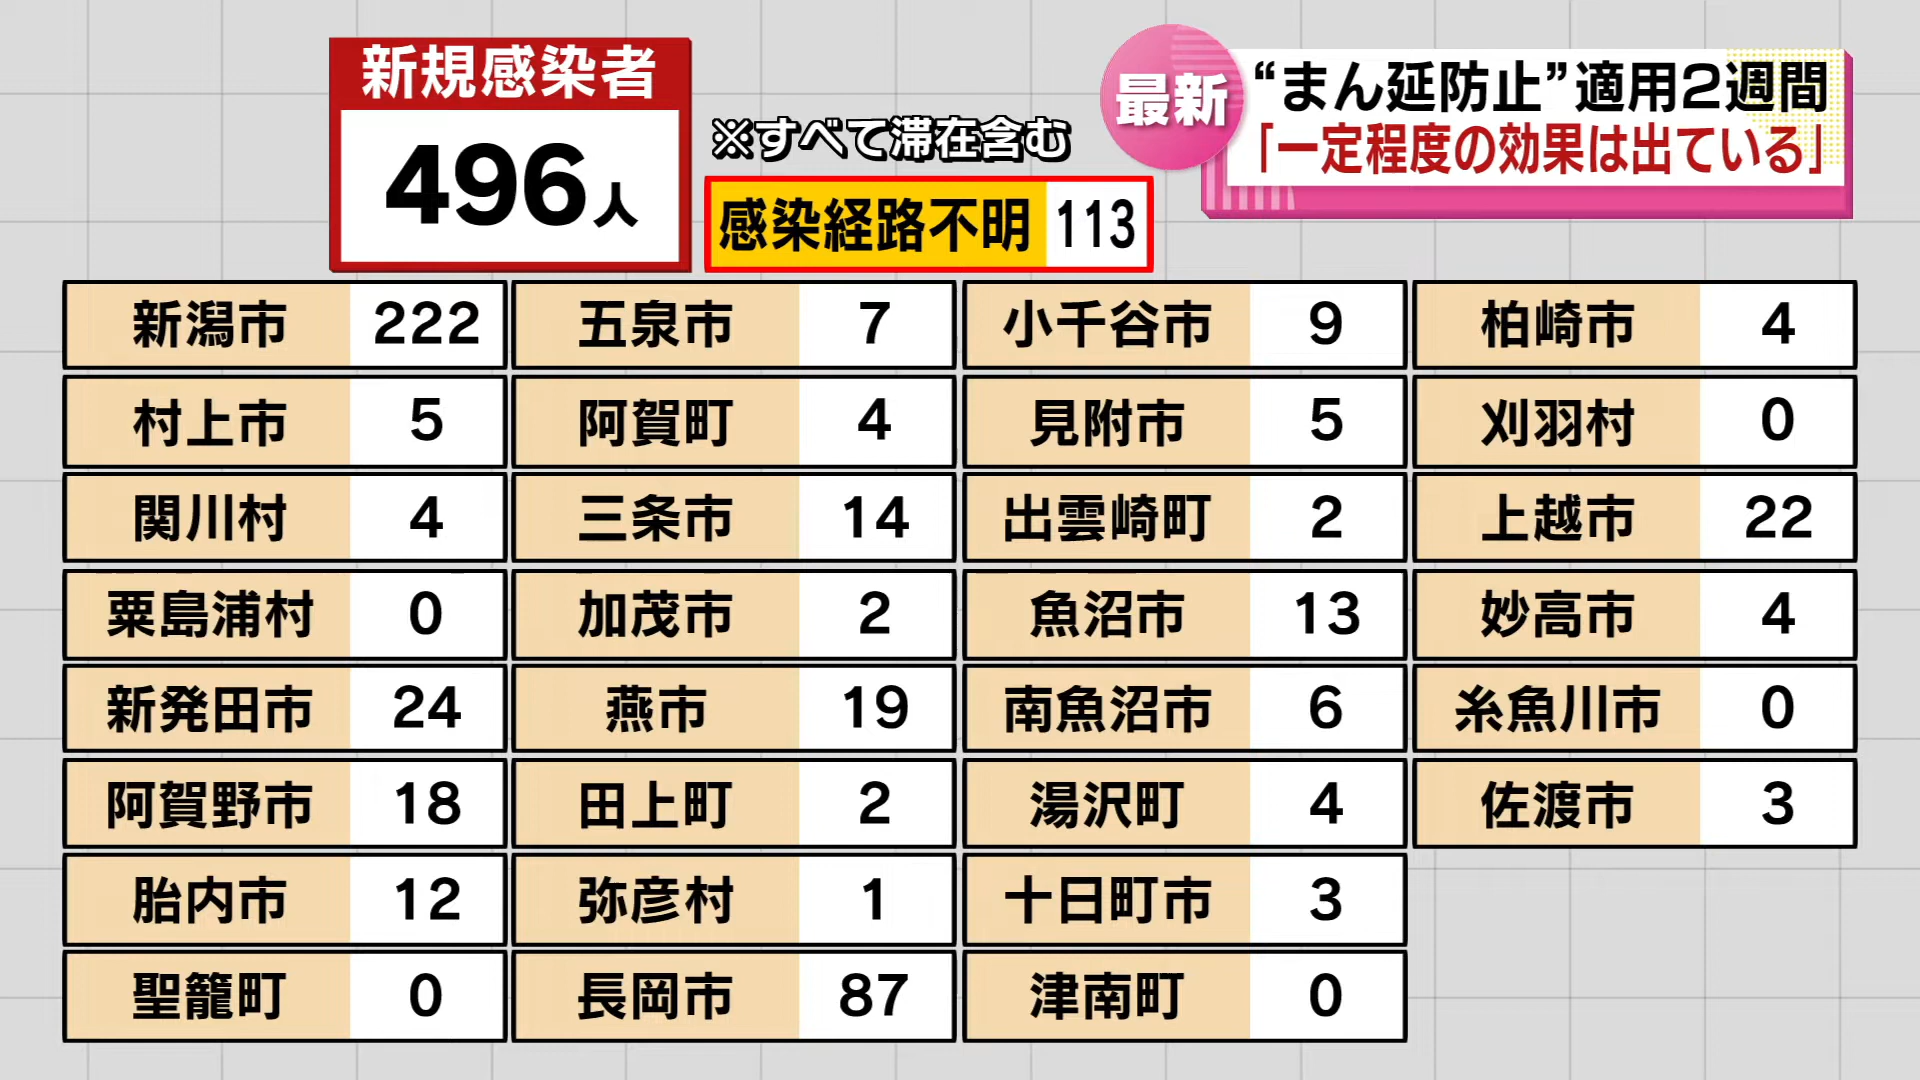 新規感染者
496人
※すべて滞在含む
感染経路不明 113
最新
“まん延防止”適用2週間
「一定程度の効果は出ている」
新潟市 222
村上市 5
関川村 4
粟島浦村 0
新発田市 24
阿賀野市 18
胎内市 12
聖籠町 0
五泉市 7
阿賀町 4
三条市 14
加茂市 2
燕市 19
田上町 2
弥彦村 1
長岡市 87
小千谷市 9
見附市 5
出雲崎町 2
魚沼市 13
南魚沼市 6
湯沢町 4
十日町市 3
津南町 0
柏崎市 4
刈羽村 0
上越市 22
妙高市 4
糸魚川市 0
佐渡市 3